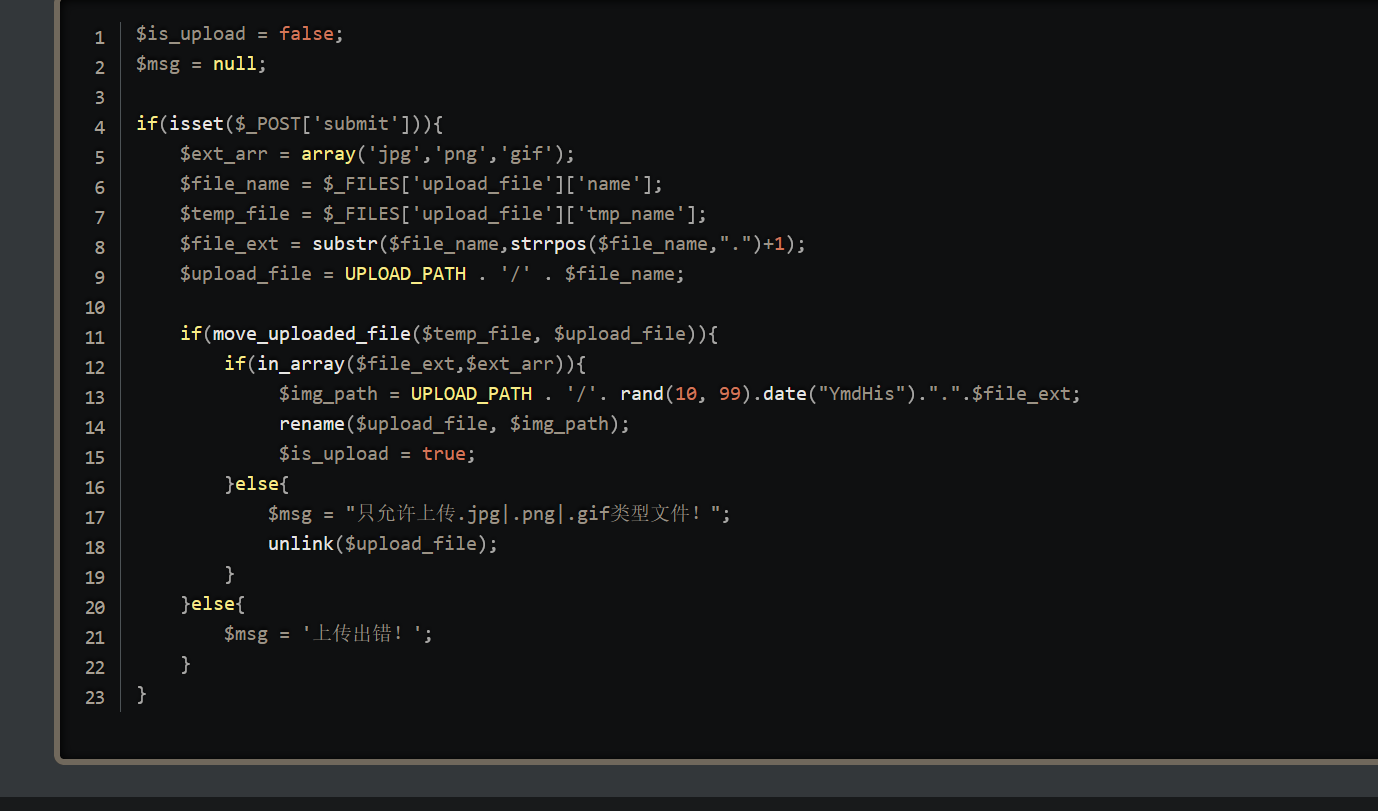 1 $is_upload = false;
2 $msg = null;
3
4 if(isset($_POST['submit'])){
5     $ext_arr = array('jpg','png','gif');
6     $file_name = $_FILES['upload_file']['name'];
7     $temp_file = $_FILES['upload_file']['tmp_name'];
8     $file_ext = substr($file_name,strrpos($file_name,".")+1);
9     $upload_file = UPLOAD_PATH . '/' . $file_name;
10
11     if(move_uploaded_file($temp_file, $upload_file)){
12         if(in_array($file_ext,$ext_arr)){
13              $img_path = UPLOAD_PATH . '/'. rand(10, 99).date("YmdHis").".".$file_ext;
14              rename($upload_file, $img_path);
15              $is_upload = true;
16         }else{
17             $msg = "只允许上传.jpg|.png|.gif类型文件！";
18             unlink($upload_file);
19         }
20     }else{
21         $msg = '上传出错！';
22     }
23 }